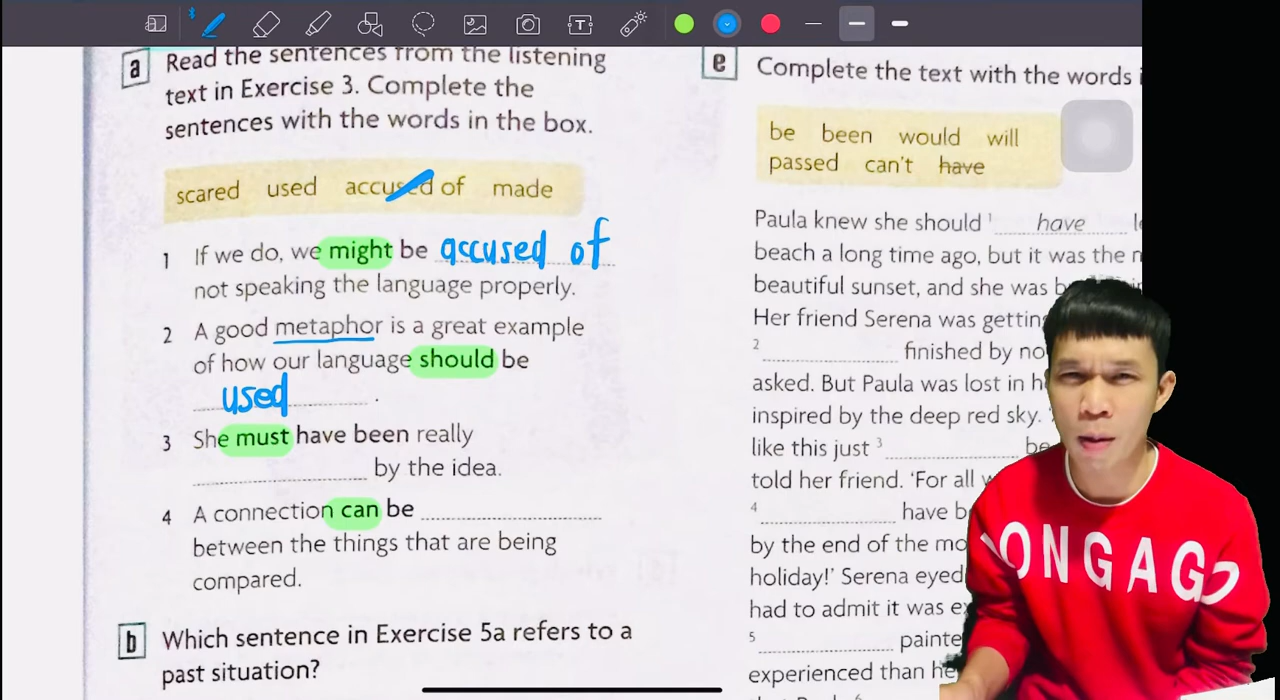 a Read the sentences from the listening
text in Exercise 3. Complete the
sentences with the words in the box.
scared used accused of made
1 If we do, we might be accused of
not speaking the language properly.
2 A good metaphor is a great example
of how our language should be
used .
3 She must have been really
by the idea.
4 A connection can be
between the things that are being
compared.
b Which sentence in Exercise 5a refers to a
past situation?
e Complete the text with the words
be been would will
passed can't have
Paula knew she should 1 have
beach a long time ago, but it was the
beautiful sunset, and she was
Her friend Serena was getting
2 finished by
asked. But Paula was lost in
inspired by the deep red sky.
like this just 3
told her friend. 'For all
4 have
by the end of the
holiday!' Serena eyed
had to admit it was
5
experienced than
ONGAG